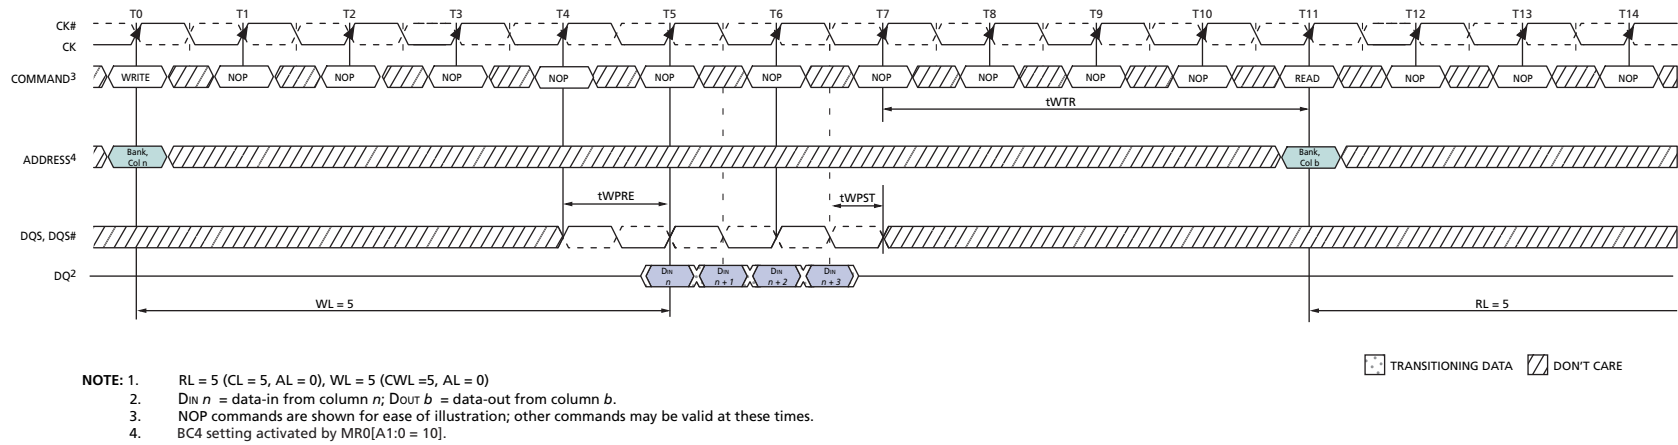 T0 T1 T2 T3 T4 T5 T6 T7 T8 T9 T10 T11 T12 T13 T14
CK#
CK
COMMAND3 WRITE NOP NOP NOP NOP NOP NOP NOP NOP NOP NOP READ NOP NOP NOP
tWTR
ADDRESS4 Bank, Col n Bank, Col b
tWPRE tWPST
DQS, DQS#
DQ2 DIN n DIN n + 1 DIN n + 2 DIN n + 3
WL = 5 RL = 5
TRANSITIONING DATA DON'T CARE
NOTE: 1. RL = 5 (CL = 5, AL = 0), WL = 5 (CWL =5, AL = 0)
2. DIN n = data-in from column n; DOUT b = data-out from column b.
3. NOP commands are shown for ease of illustration; other commands may be valid at these times.
4. BC4 setting activated by MR0[A1:0 = 10].